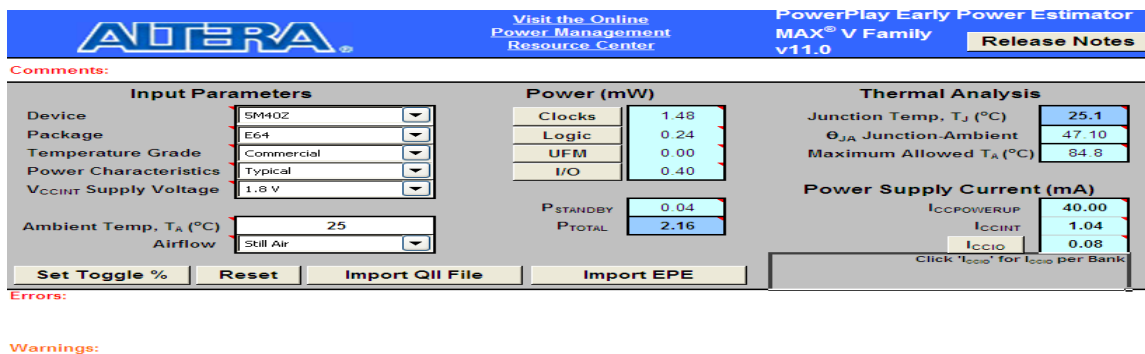 ALTERA®
Visit the Online
Power Management
Resource Center
PowerPlay Early Power Estimator
MAX® V Family
v11.0
Release Notes
Comments:
Input Parameters
Device 5M40Z
Package E64
Temperature Grade Commercial
Power Characteristics Typical
VCCINT Supply Voltage 1.8 V
Ambient Temp, TA (°C) 25
Airflow Still Air
Power (mW)
Clocks 1.48
Logic 0.24
UFM 0.00
I/O 0.40
PSTANDBY 0.04
PTOTAL 2.16
Thermal Analysis
Junction Temp, TJ (°C) 25.1
ΘJA Junction-Ambient 47.10
Maximum Allowed TA (°C) 84.8
Power Supply Current (mA)
ICCPOWERUP 40.00
ICCINT 1.04
ICCIO 0.08
Click 'ICCIO' for ICCIO per Bank
Set Toggle % Reset Import QII File Import EPE
Errors:
Warnings: